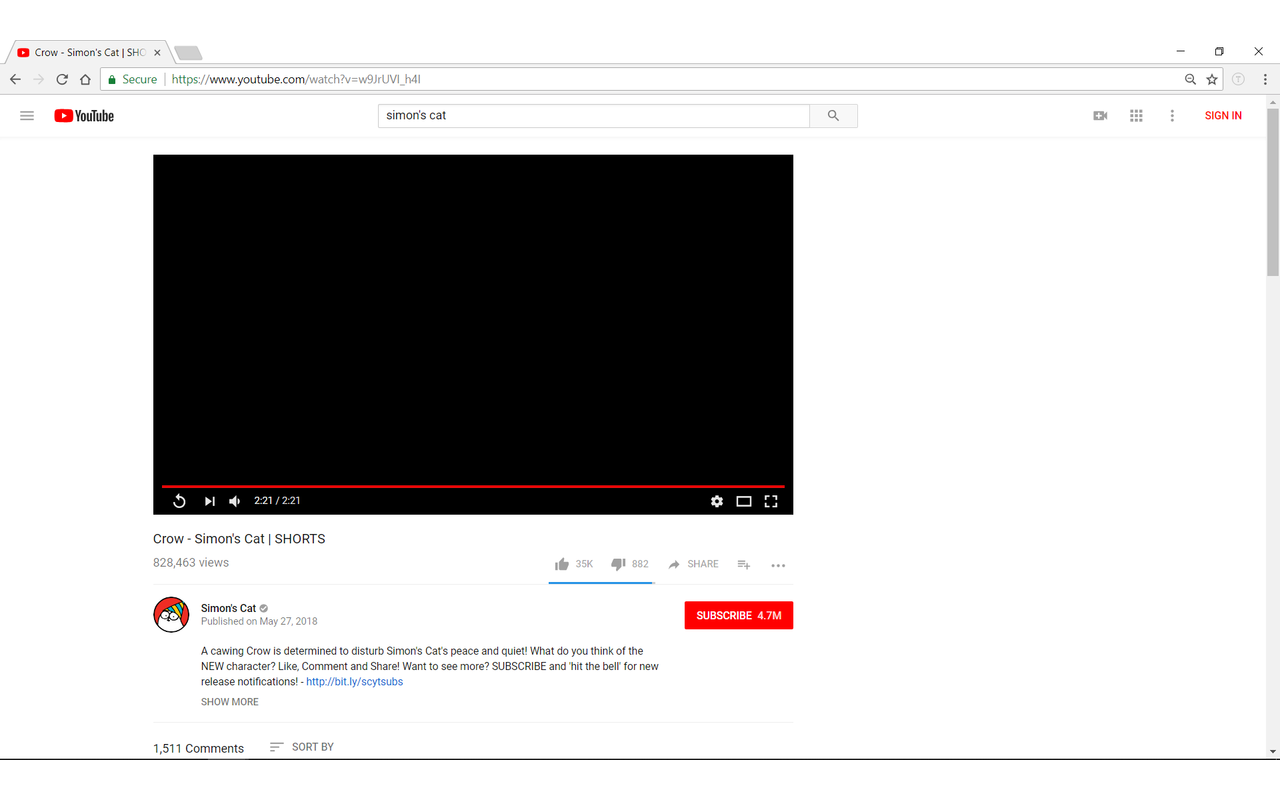 Crow - Simon's Cat | SHO
Secure
https://www.youtube.com/watch?v=w9JrUVI_h4I
YouTube
simon's cat
SIGN IN
2:21 / 2:21
Crow - Simon's Cat | SHORTS
828,463 views
35K
882
SHARE
Simon's Cat
Published on May 27, 2018
SUBSCRIBE 4.7M
A cawing Crow is determined to disturb Simon's Cat's peace and quiet! What do you think of the
NEW character? Like, Comment and Share! Want to see more? SUBSCRIBE and 'hit the bell' for new
release notifications! - http://bit.ly/scytsubs
SHOW MORE
1,511 Comments
SORT BY